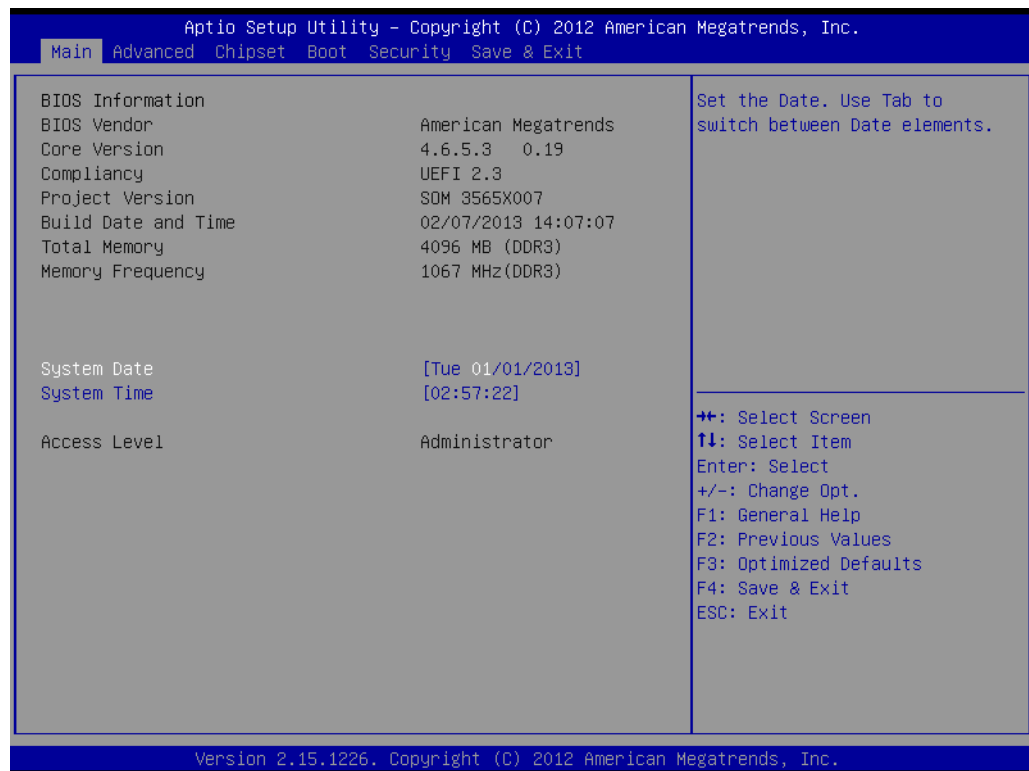 Aptio Setup Utility – Copyright (C) 2012 American Megatrends, Inc.
Main Advanced Chipset Boot Security Save & Exit
BIOS Information
BIOS Vendor American Megatrends
Core Version 4.6.5.3 0.19
Compliancy UEFI 2.3
Project Version SOM 3565X007
Build Date and Time 02/07/2013 14:07:07
Total Memory 4096 MB (DDR3)
Memory Frequency 1067 MHz(DDR3)
System Date [Tue 01/01/2013]
System Time [02:57:22]
Access Level Administrator
Set the Date. Use Tab to
switch between Date elements.
→←: Select Screen
↑↓: Select Item
Enter: Select
+/-: Change Opt.
F1: General Help
F2: Previous Values
F3: Optimized Defaults
F4: Save & Exit
ESC: Exit
Version 2.15.1226. Copyright (C) 2012 American Megatrends, Inc.